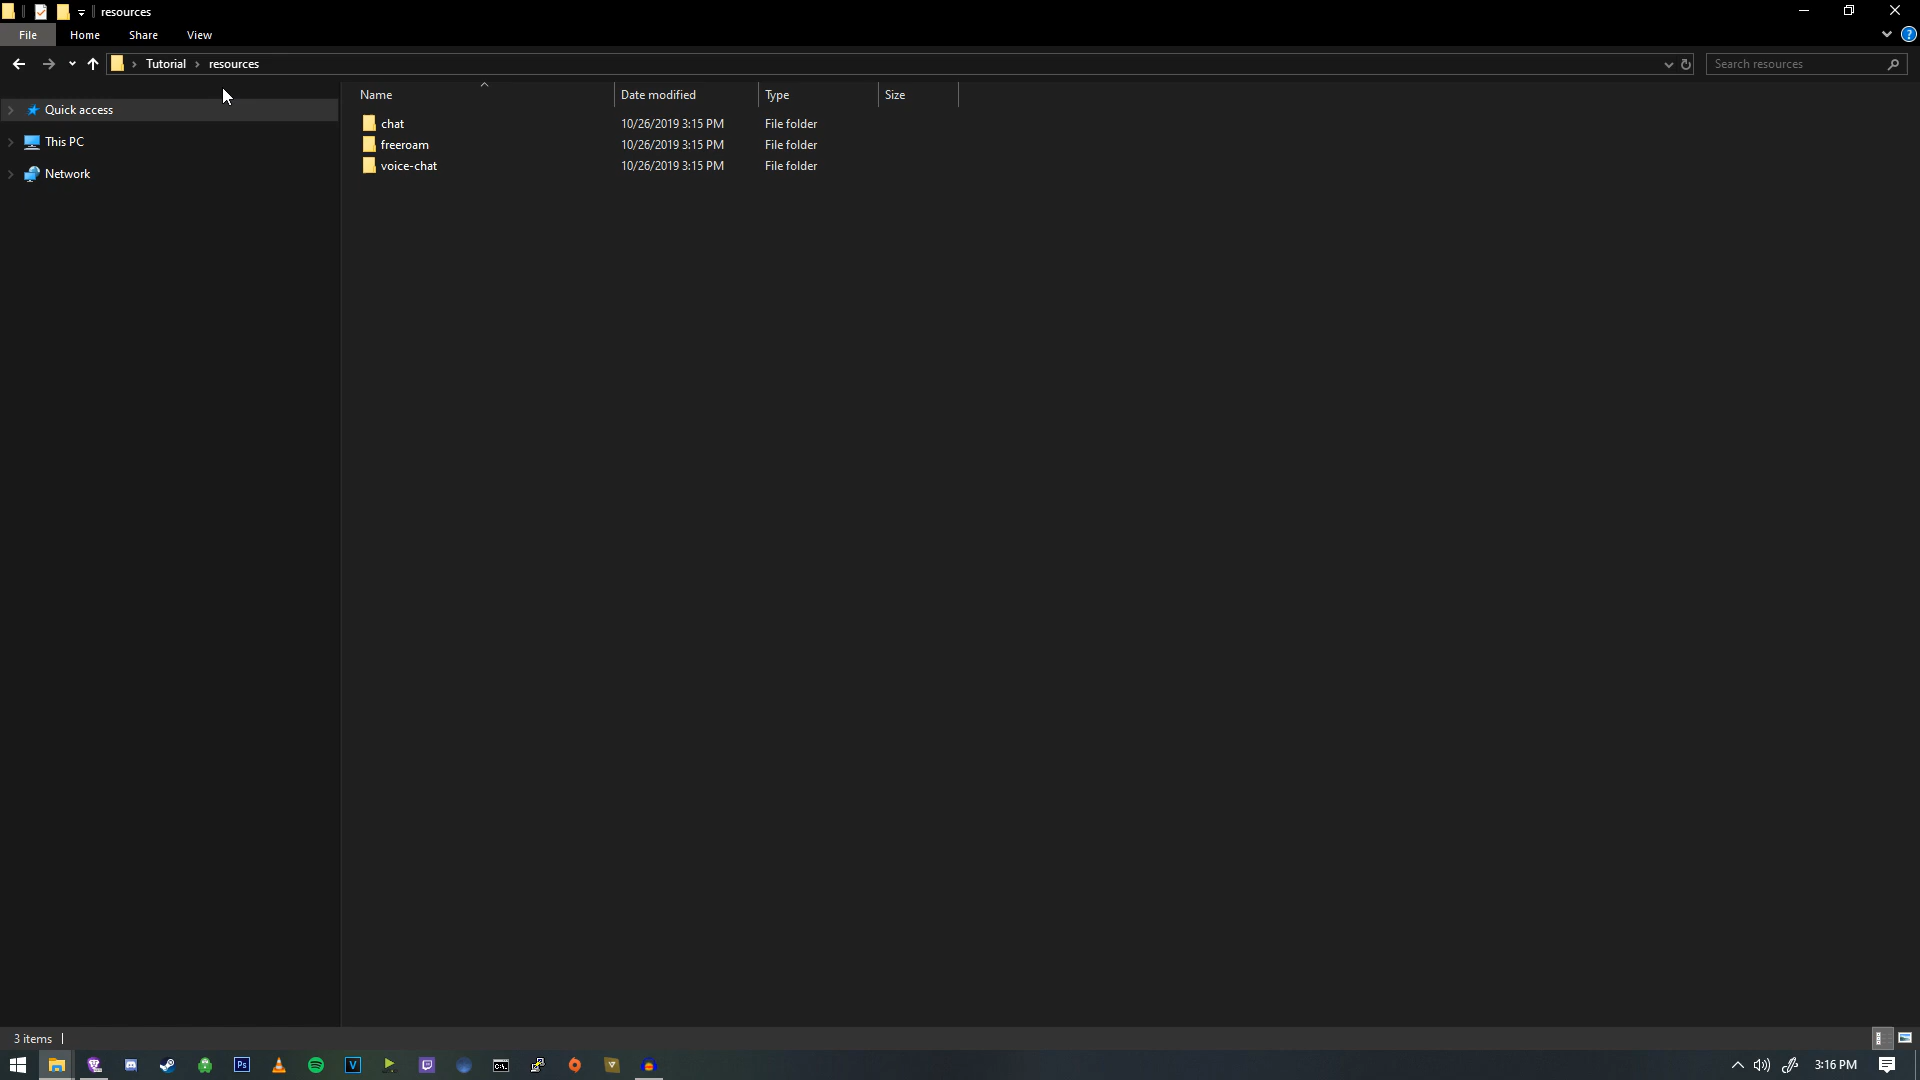 resources
File Home Share View
Tutorial resources
Search resources
Quick access
This PC
Network
Name Date modified Type Size
chat 10/26/2019 3:15 PM File folder
freeroam 10/26/2019 3:15 PM File folder
voice-chat 10/26/2019 3:15 PM File folder
3 items
Ps
V
C:\_
3:16 PM